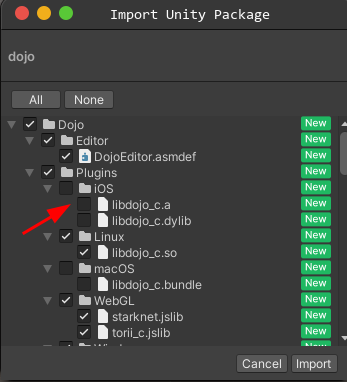 Import Unity Package
dojo
All None
Dojo New
Editor New
DojoEditor.asmdef New
Plugins New
iOS New
libdojo_c.a New
libdojo_c.dylib New
Linux New
libdojo_c.so New
macOS New
libdojo_c.bundle New
WebGL New
starknet.jslib New
torii_c.jslib New
Cancel Import